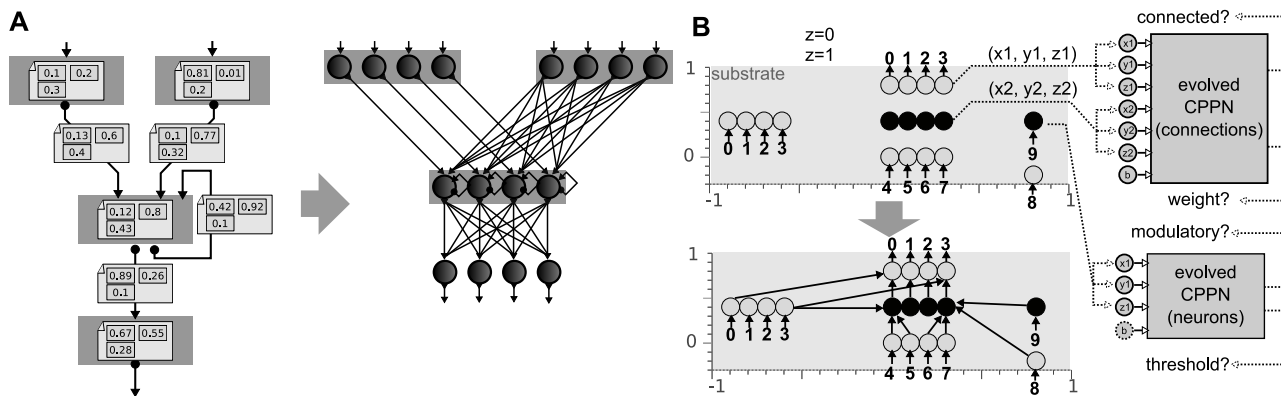 A
0.1 0.2
0.3
0.81 0.01
0.2
0.13 0.6
0.4
0.1 0.77
0.32
0.12 0.8
0.43
0.42 0.92
0.1
0.89 0.26
0.1
0.67 0.55
0.28
B
z=0
z=1
substrate
1
0
-1
1
0 1 2 3
0 1 2 3
4 5 6 7
9
8
(x1, y1, z1)
(x2, y2, z2)
1
0
-1
1
0 1 2 3
0 1 2 3
4 5 6 7
9
8
connected?
x1
y1
z1
x2
y2
z2
b
evolved
CPPN
(connections)
weight?
modulatory?
x1
y1
z1
b
evolved
CPPN
(neurons)
threshold?